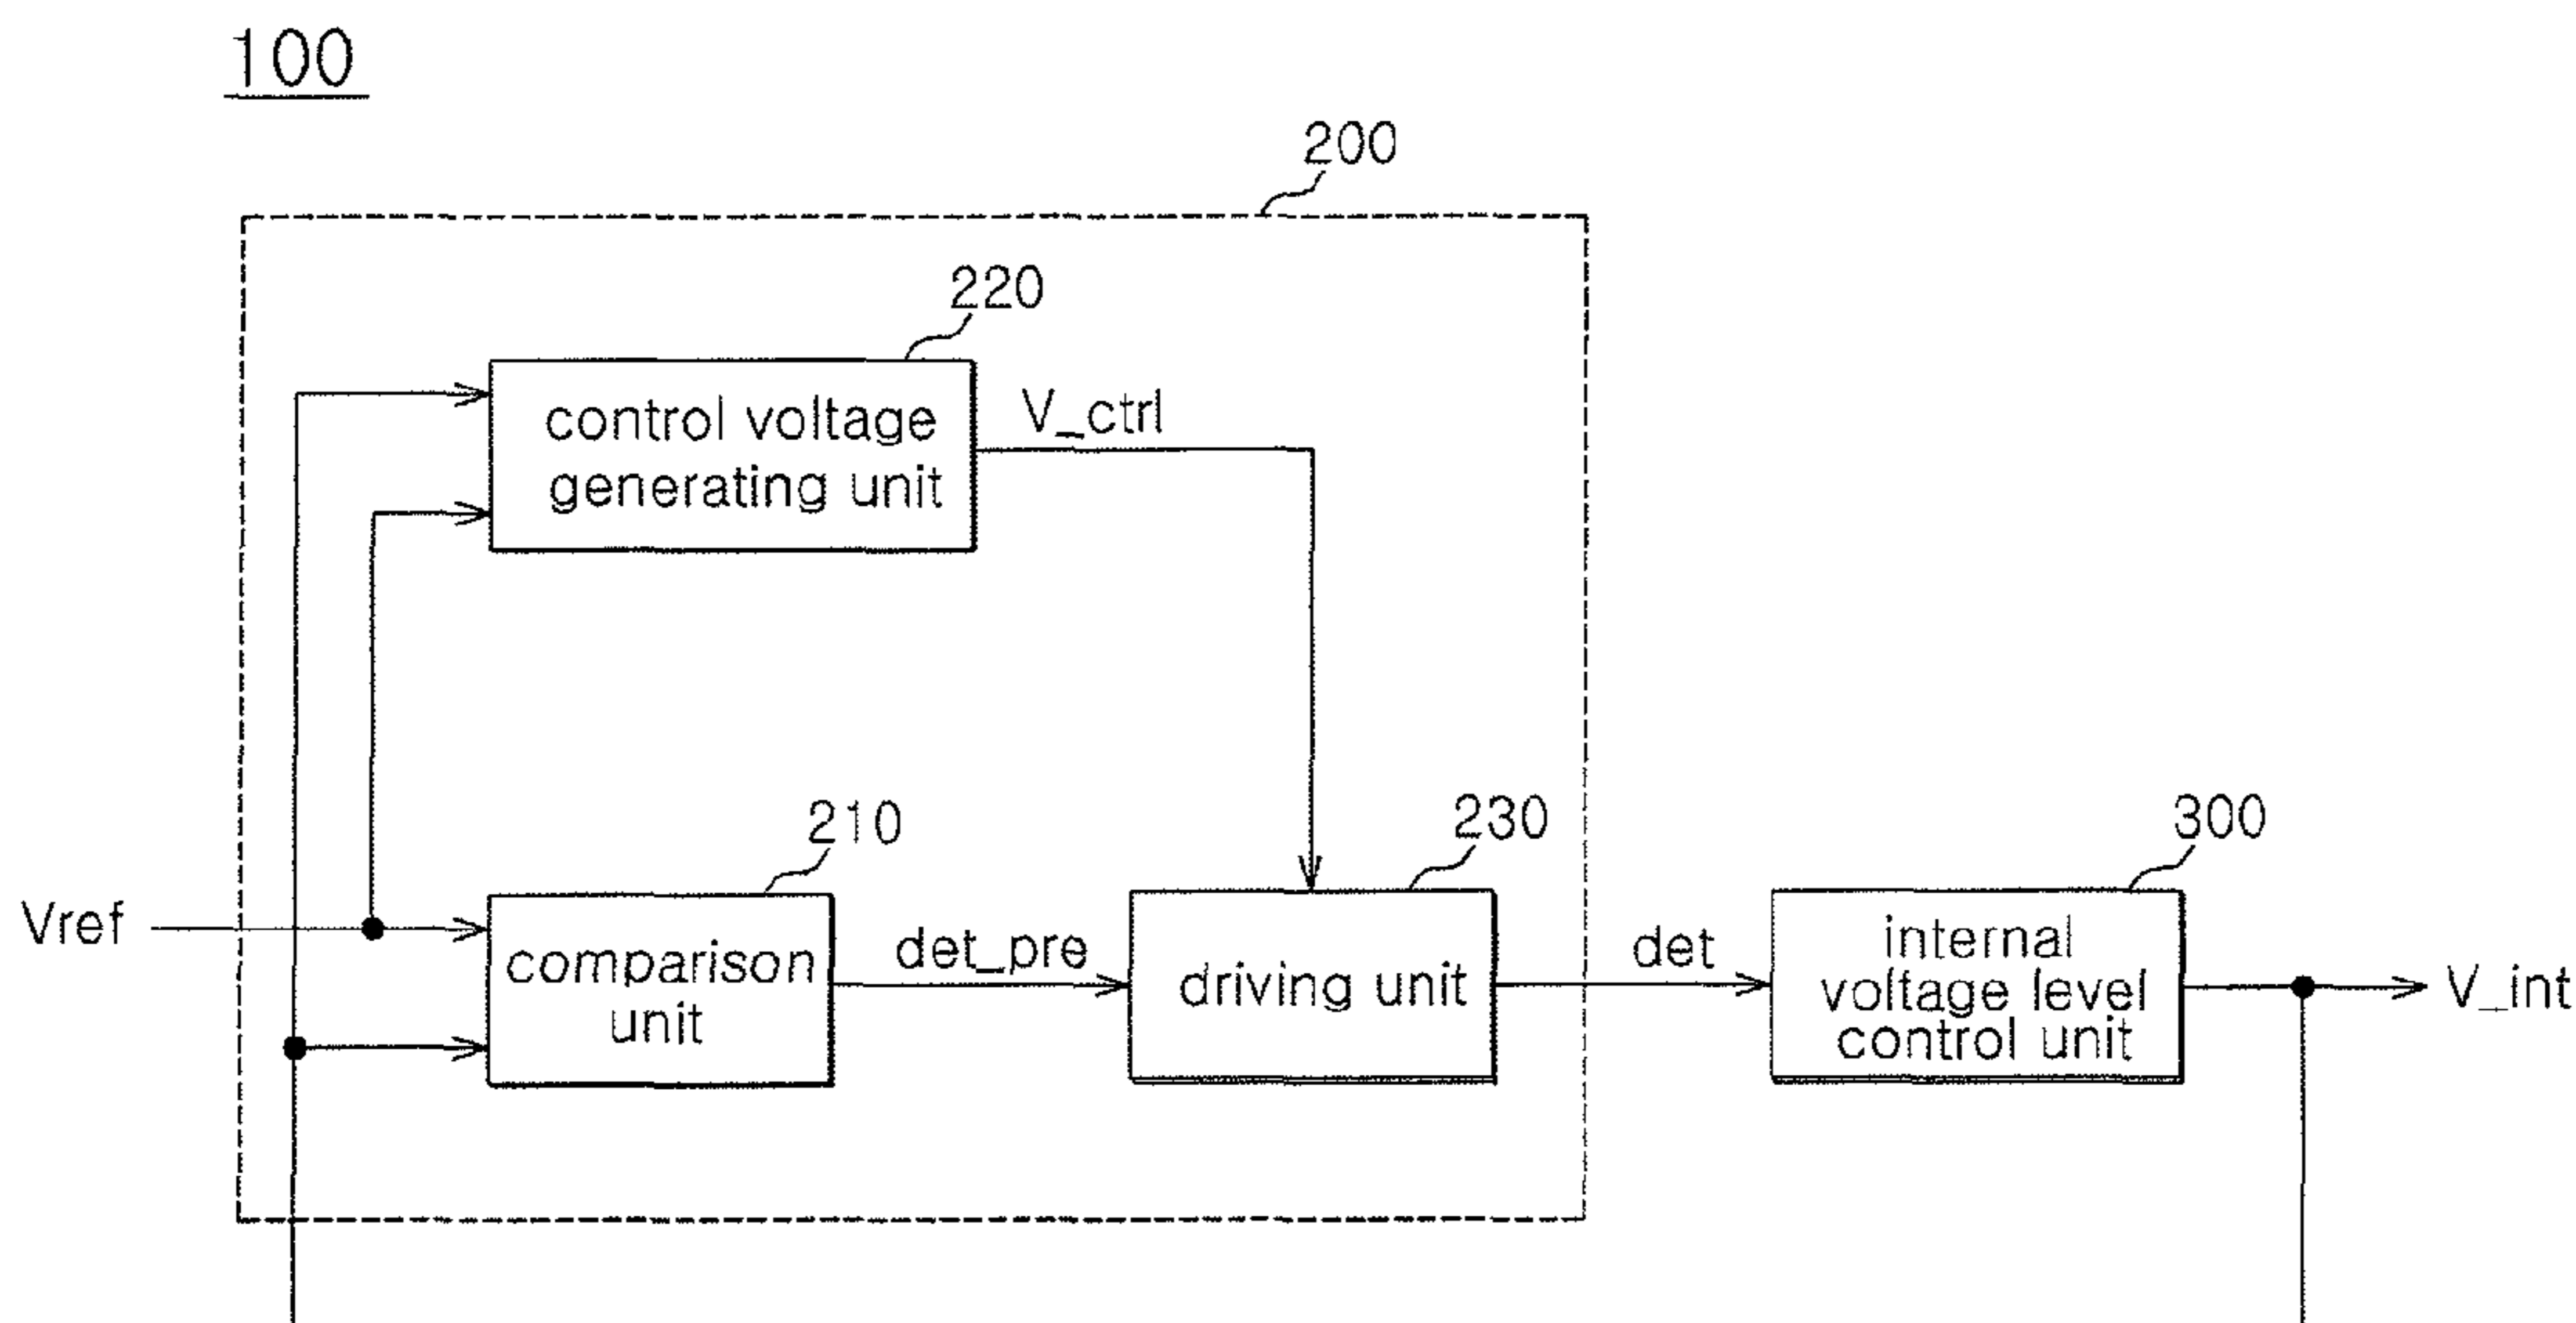 100
200
220
control voltage
generating unit
V_ctrl
210
230
300
Vref
comparison
unit
det_pre
driving unit
det
internal
voltage level
control unit
V_int